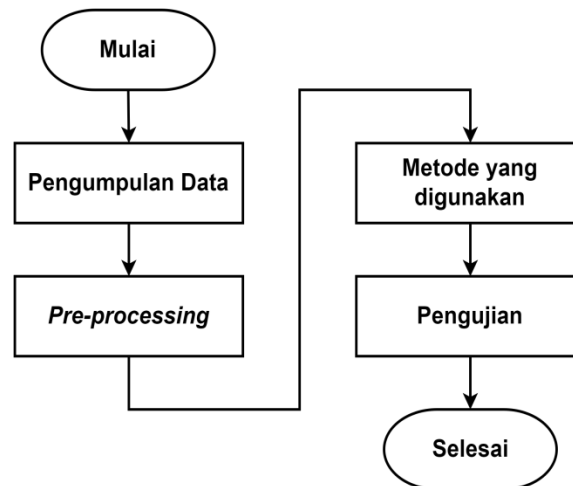 Mulai
Pengumpulan Data
Pre-processing
Metode yang
digunakan
Pengujian
Selesai